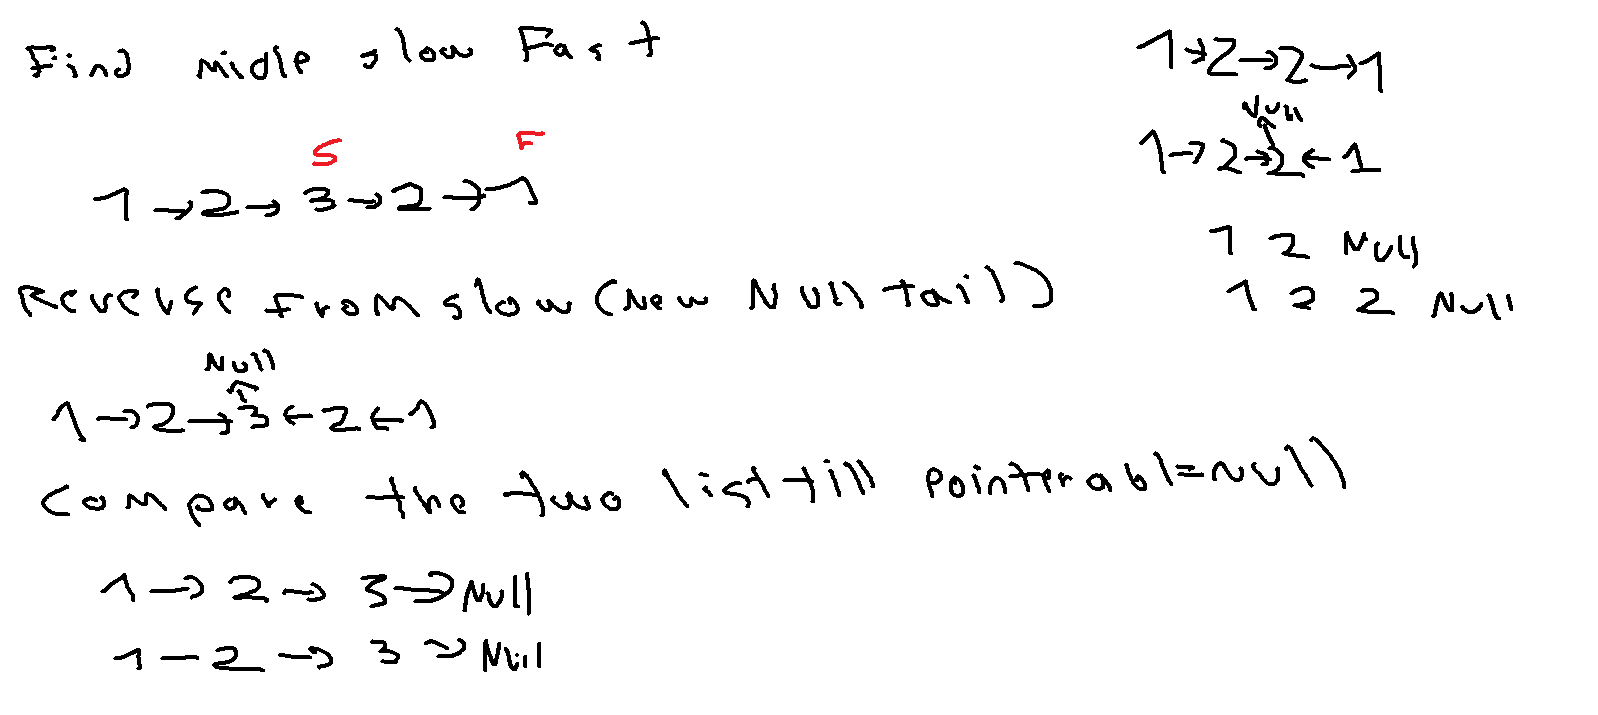 Find midle slow Fast
S F
1→2→3→2→1
Reverse From slow (New Null tail)
Null
1→2→3←2←1
Compare the two list till Pointerabl=Null
1→2→3→Null
1-2→3→Null
1→2→2→1
Null
1→2→2←1
1 2 Null
1 2 2 Null